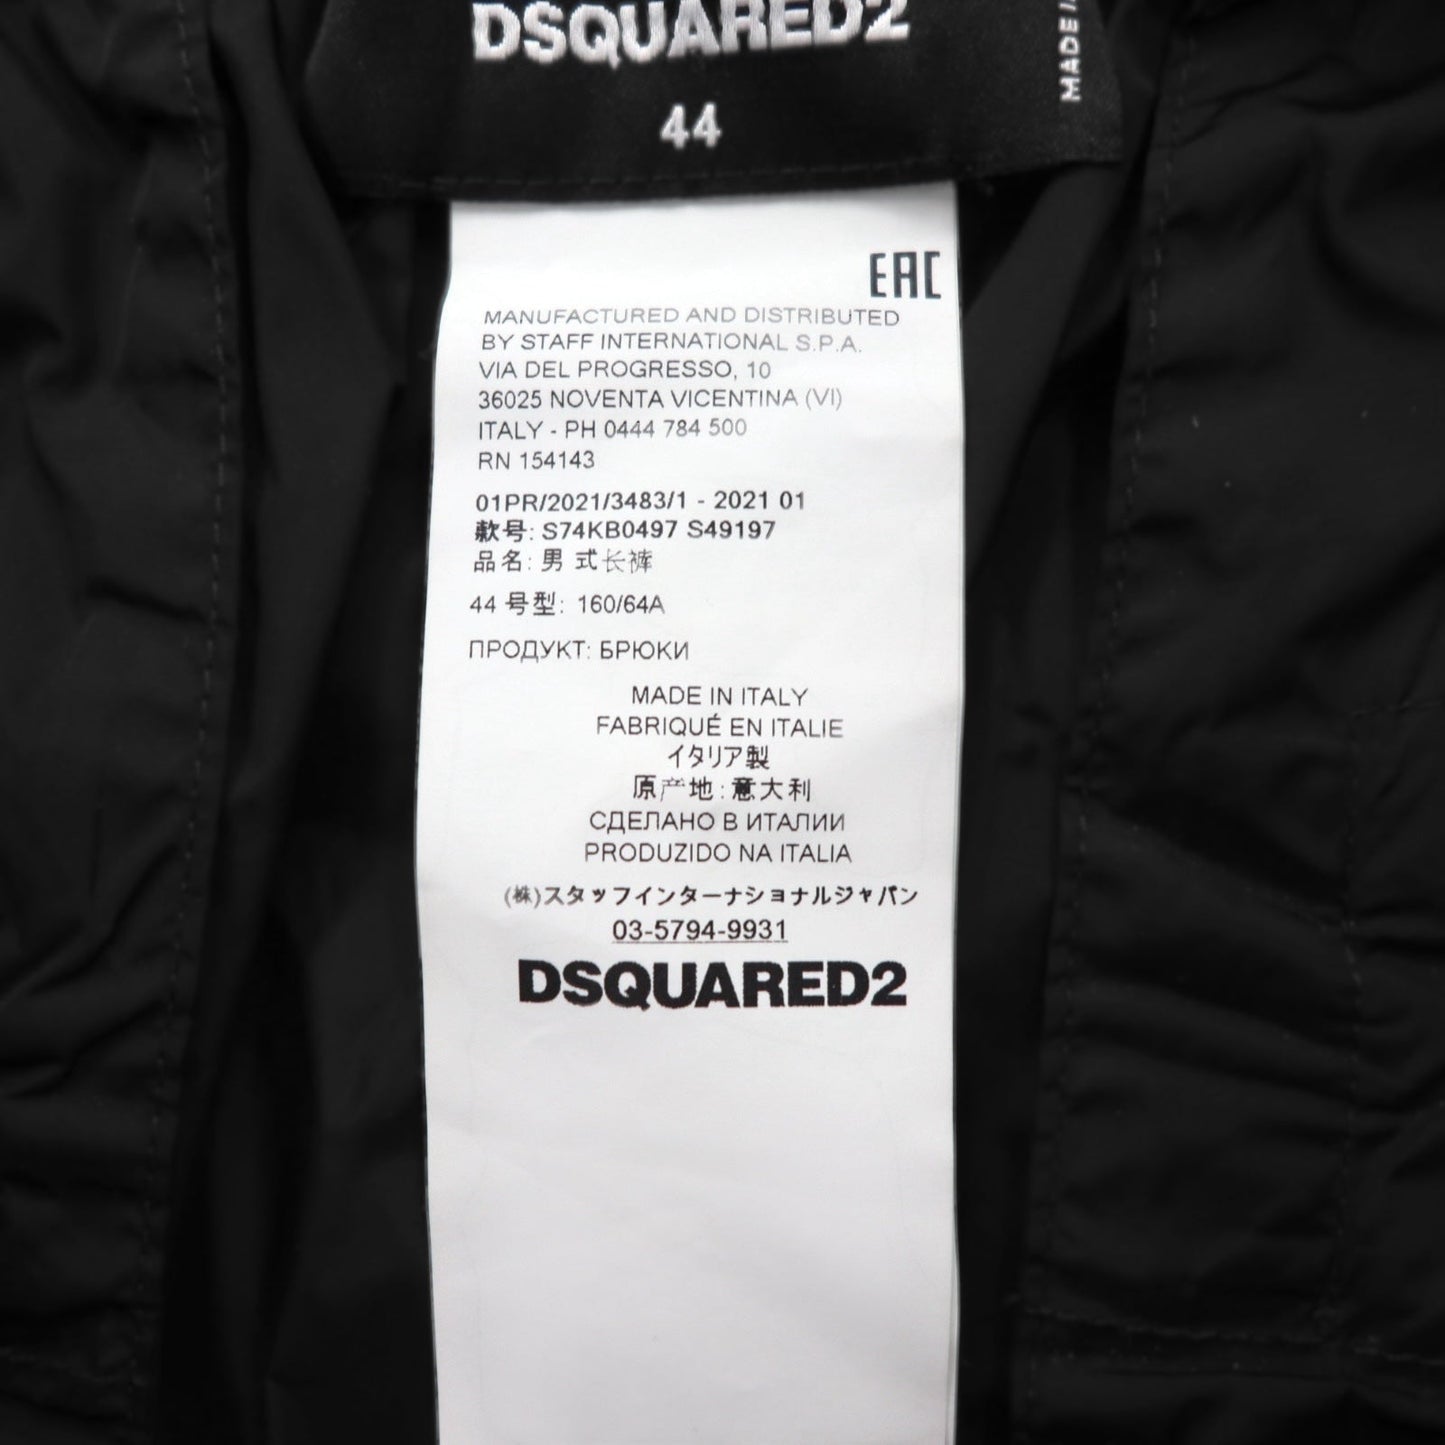 DSQUARED2
44
MADE
EAC
MANUFACTURED AND DISTRIBUTED
BY STAFF INTERNATIONAL S.P.A.
VIA DEL PROGRESSO, 10
36025 NOVENTA VICENTINA (VI)
ITALY - PH 0444 784 500
RN 154143
01PR/2021/3483/1 - 2021 01
款号: S74KB0497 S49197
品名: 男 式长裤
44 号型: 160/64A
ПРОДУКТ: БРЮКИ
MADE IN ITALY
FABRIQUÉ EN ITALIE
イタリア製
原产地:意大利
СДЕЛАНО В ИТАЛИИ
PRODUZIDO NA ITALIA
(株)スタッフインターナショナルジャパン
03-5794-9931
DSQUARED2